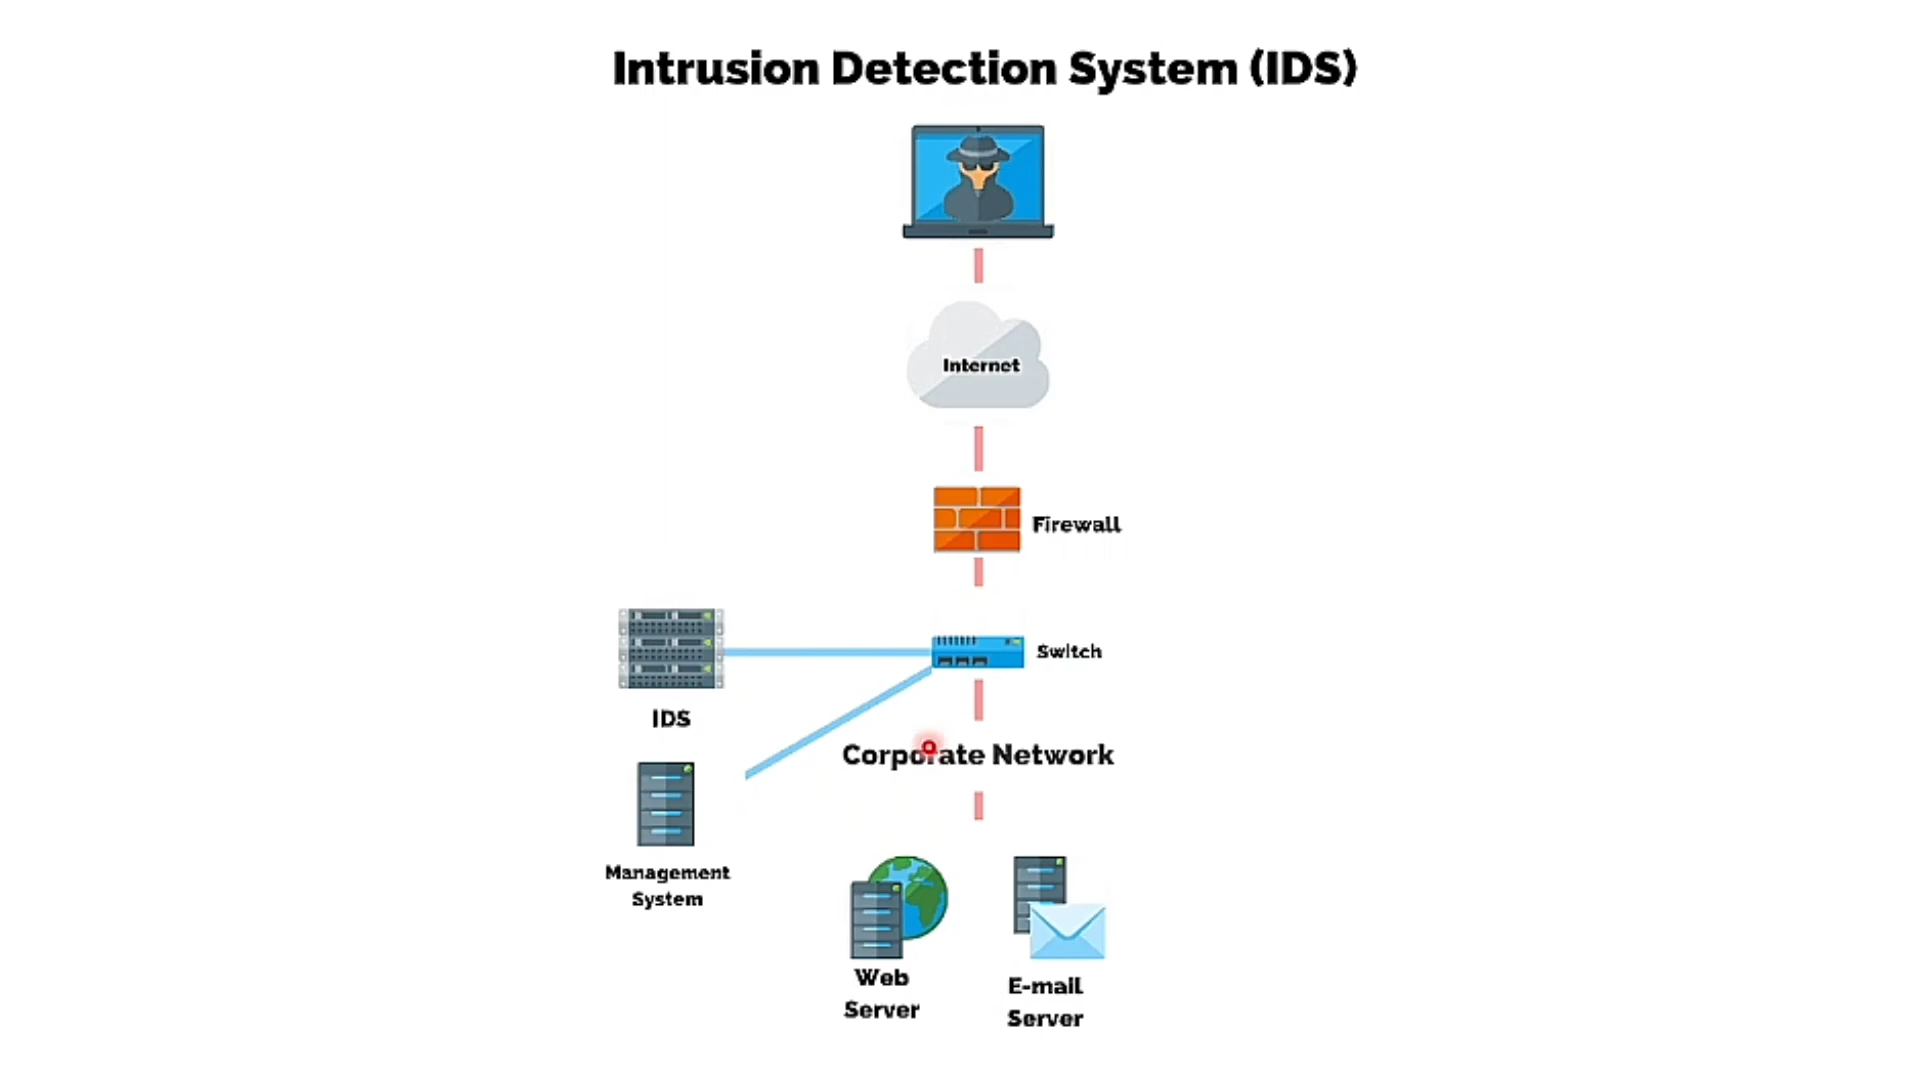 Intrusion Detection System (IDS)
Internet
Firewall
Switch
IDS
Corporate Network
Management
System
Web
Server
E-mail
Server